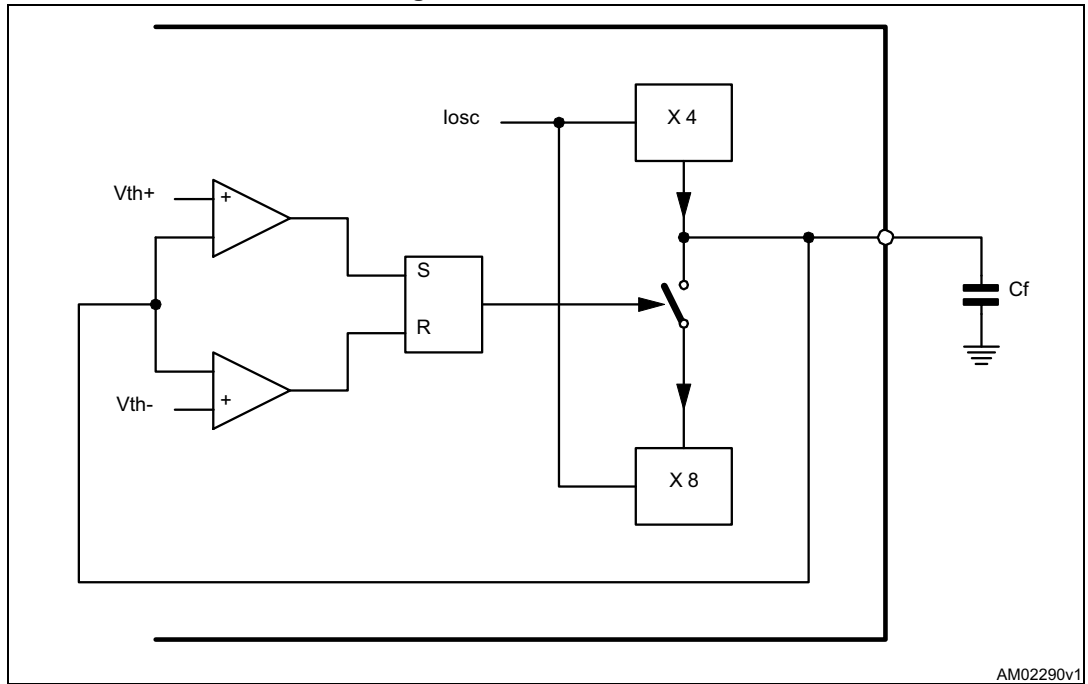 Iosc
X 4
Vth+
+
S
R
Cf
Vth-
+
X 8
AM02290v1